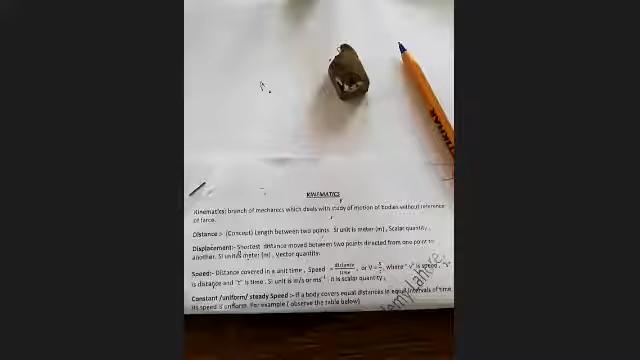 KINEMATICS
Kinematics: branch of mechanics which deals with study of motion of bodies without reference
of farce.
Distance :- (Concept) Length between two points. SI unit is meter (m), Scalar quantity.
Displacement:- Shortest distance moved between two points directed from one point to
another. SI unit is meter (m). Vector quantity.
Speed:- Distance covered in a unit time, Speed = distance/time, or V = S/t, where "v" is speed, "s"
is distance and "t" is time. SI unit is m/s or ms⁻¹. It is scalar quantity.
Constant /uniform/ steady Speed :- If a body covers equal distances in equal intervals of time,
its speed is uniform. For example ( observe the table below)